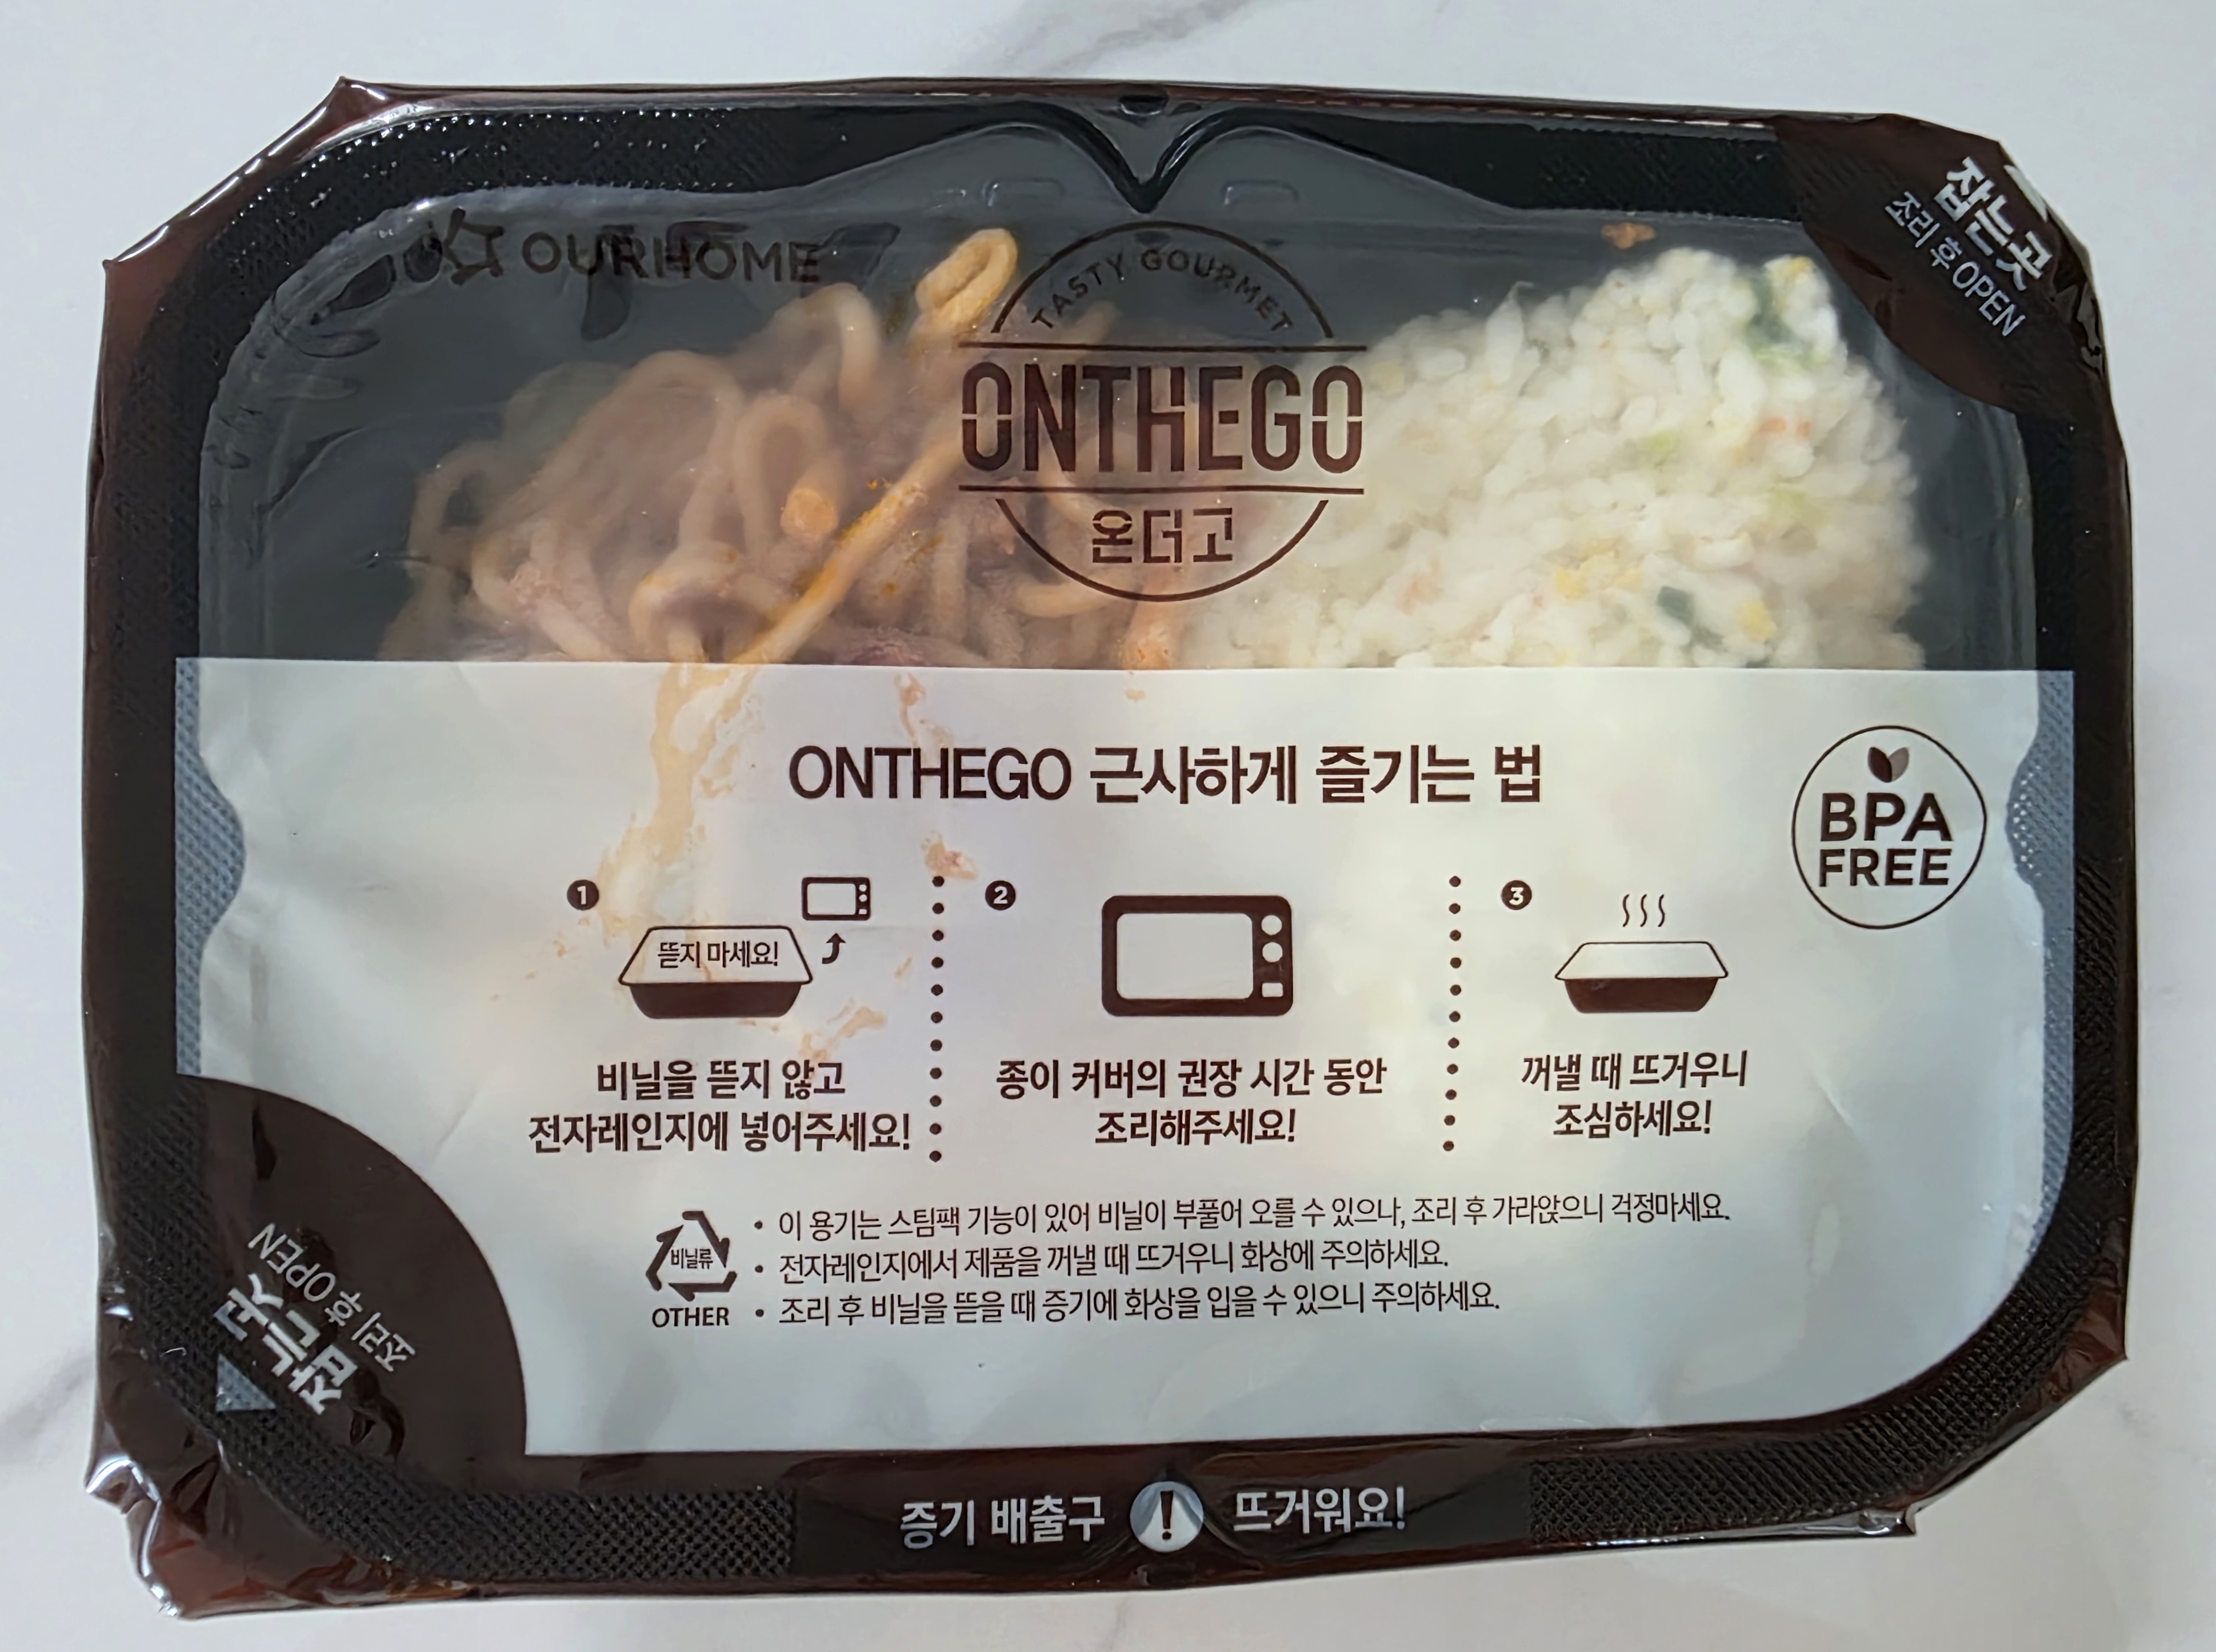 OURHOME
TASTY GOURMET
ONTHEGO
온더고
잡는곳
조리 후 OPEN
ONTHEGO 근사하게 즐기는 법
BPA
FREE
1
뜯지 마세요!
비닐을 뜯지 않고
전자레인지에 넣어주세요!
2
종이 커버의 권장 시간 동안
조리해주세요!
3
꺼낼 때 뜨거우니
조심하세요!
비닐류
OTHER
• 이 용기는 스팀팩 기능이 있어 비닐이 부풀어 오를 수 있으나, 조리 후 가라앉으니 걱정마세요.
• 전자레인지에서 제품을 꺼낼 때 뜨거우니 화상에 주의하세요.
• 조리 후 비닐을 뜯을 때 증기에 화상을 입을 수 있으니 주의하세요.
잡는곳
조리 후 OPEN
증기 배출구 ! 뜨거워요!